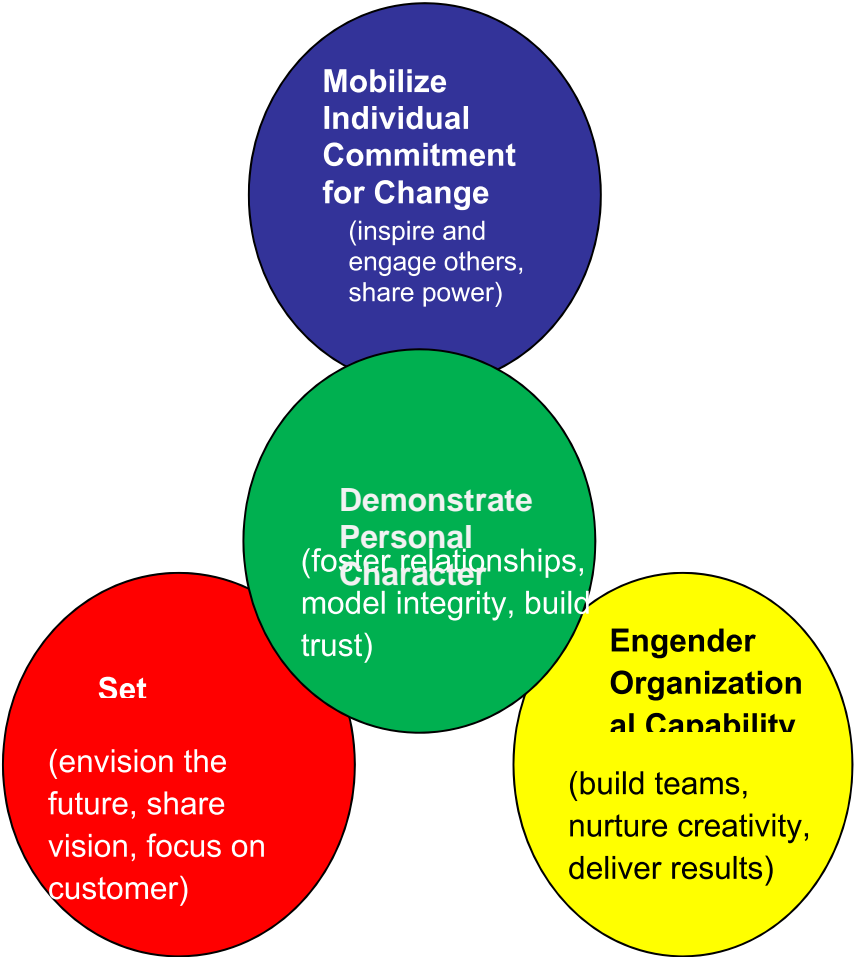 Mobilize
Individual
Commitment
for Change
(inspire and
engage others,
share power)
Demonstrate
Personal
Character
(foster relationships,
model integrity, build
trust)
Set
(envision the
future, share
vision, focus on
customer)
Engender
Organization
al Capability
(build teams,
nurture creativity,
deliver results)